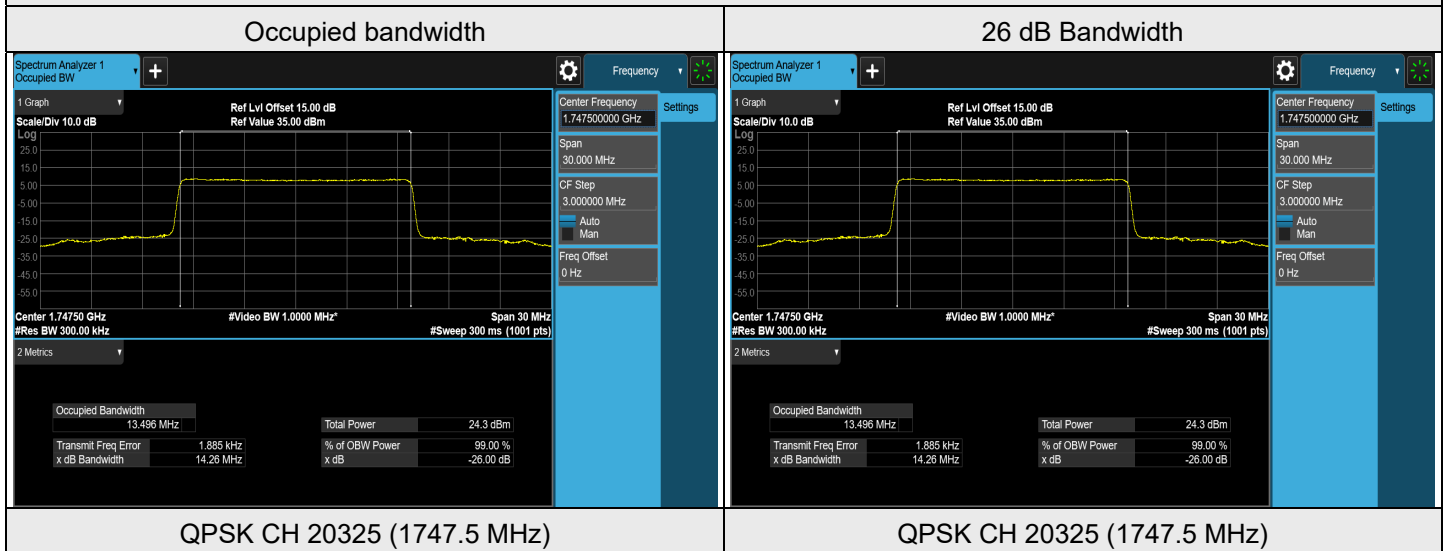 Occupied bandwidth
26 dB Bandwidth
Spectrum Analyzer 1
Occupied BW
+
Frequency
1 Graph
Scale/Div 10.0 dB
Log
Ref Lvl Offset 15.00 dB
Ref Value 35.00 dBm
25.0
15.0
5.00
-5.00
-15.0
-25.0
-35.0
-45.0
-55.0
Center 1.74750 GHz
#Res BW 300.00 kHz
#Video BW 1.0000 MHz*
Span 30 MHz
#Sweep 300 ms (1001 pts)
Center Frequency
1.747500000 GHz
Settings
Span
30.000 MHz
CF Step
3.000000 MHz
Auto
Man
Freq Offset
0 Hz
2 Metrics
Occupied Bandwidth
13.496 MHz
Total Power 24.3 dBm
Transmit Freq Error 1.885 kHz
% of OBW Power 99.00 %
x dB Bandwidth 14.26 MHz
x dB -26.00 dB
Spectrum Analyzer 1
Occupied BW
+
Frequency
1 Graph
Scale/Div 10.0 dB
Log
Ref Lvl Offset 15.00 dB
Ref Value 35.00 dBm
25.0
15.0
5.00
-5.00
-15.0
-25.0
-35.0
-45.0
-55.0
Center 1.74750 GHz
#Res BW 300.00 kHz
#Video BW 1.0000 MHz*
Span 30 MHz
#Sweep 300 ms (1001 pts)
Center Frequency
1.747500000 GHz
Settings
Span
30.000 MHz
CF Step
3.000000 MHz
Auto
Man
Freq Offset
0 Hz
2 Metrics
Occupied Bandwidth
13.496 MHz
Total Power 24.3 dBm
Transmit Freq Error 1.885 kHz
% of OBW Power 99.00 %
x dB Bandwidth 14.26 MHz
x dB -26.00 dB
QPSK CH 20325 (1747.5 MHz)
QPSK CH 20325 (1747.5 MHz)